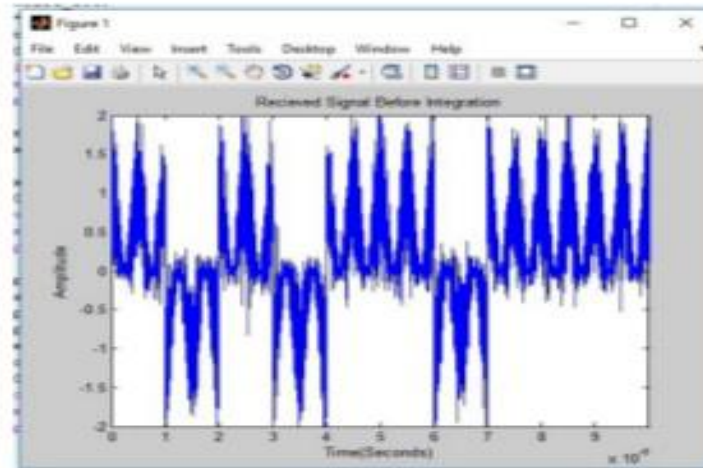 Figure 1
File Edit View Insert Tools Desktop Window Help
Recieved Signal Before Integration
2
1.5
1
0.5
0
-0.5
-1
-1.5
-2
Amplitude
0 1 2 3 4 5 6 7 8 9
Time(Seconds)